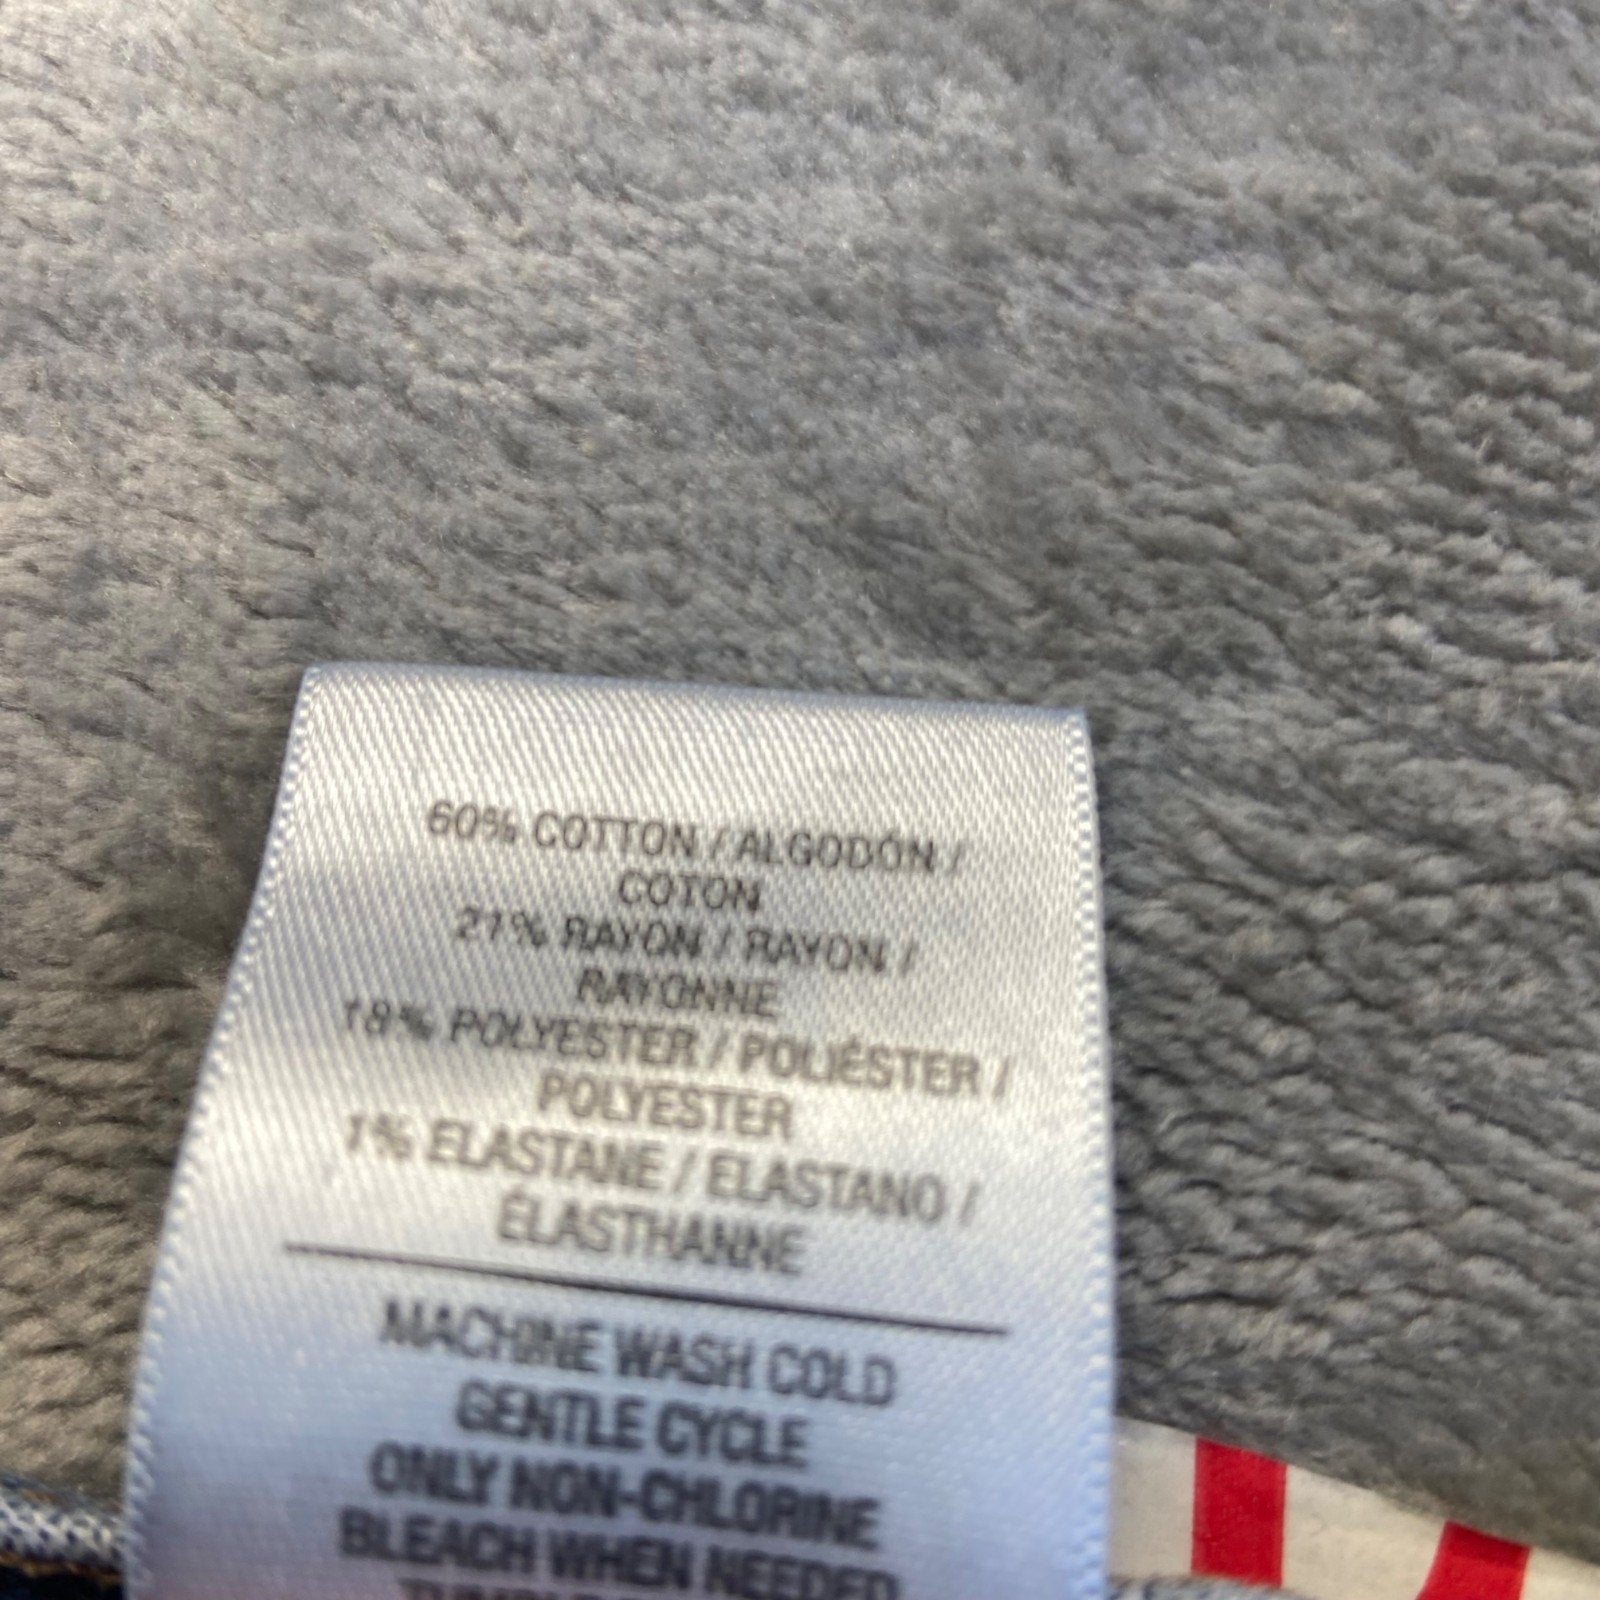 60% COTTON / ALGODÓN /
COTON
21% RAYON / RAYON /
RAYONNE
18% POLYESTER / POLIÉSTER /
POLYESTER
1% ELASTANE / ELASTANO /
ÉLASTHANNE
MACHINE WASH COLD
GENTLE CYCLE
ONLY NON-CHLORINE
BLEACH WHEN NEEDED